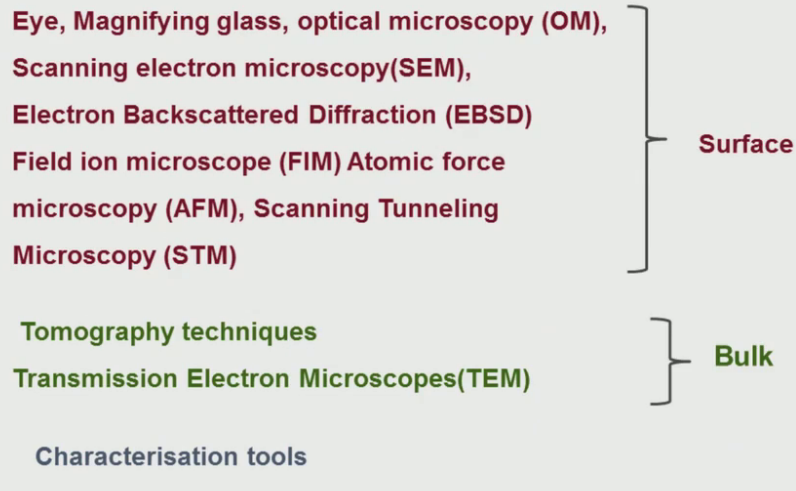 Eye, Magnifying glass, optical microscopy (OM),
Scanning electron microscopy(SEM),
Electron Backscattered Diffraction (EBSD)
Surface
Field ion microscope (FIM) Atomic force
microscopy (AFM), Scanning Tunneling
Microscopy (STM)
Tomography techniques
Bulk
Transmission Electron Microscopes(TEM)
Characterisation tools